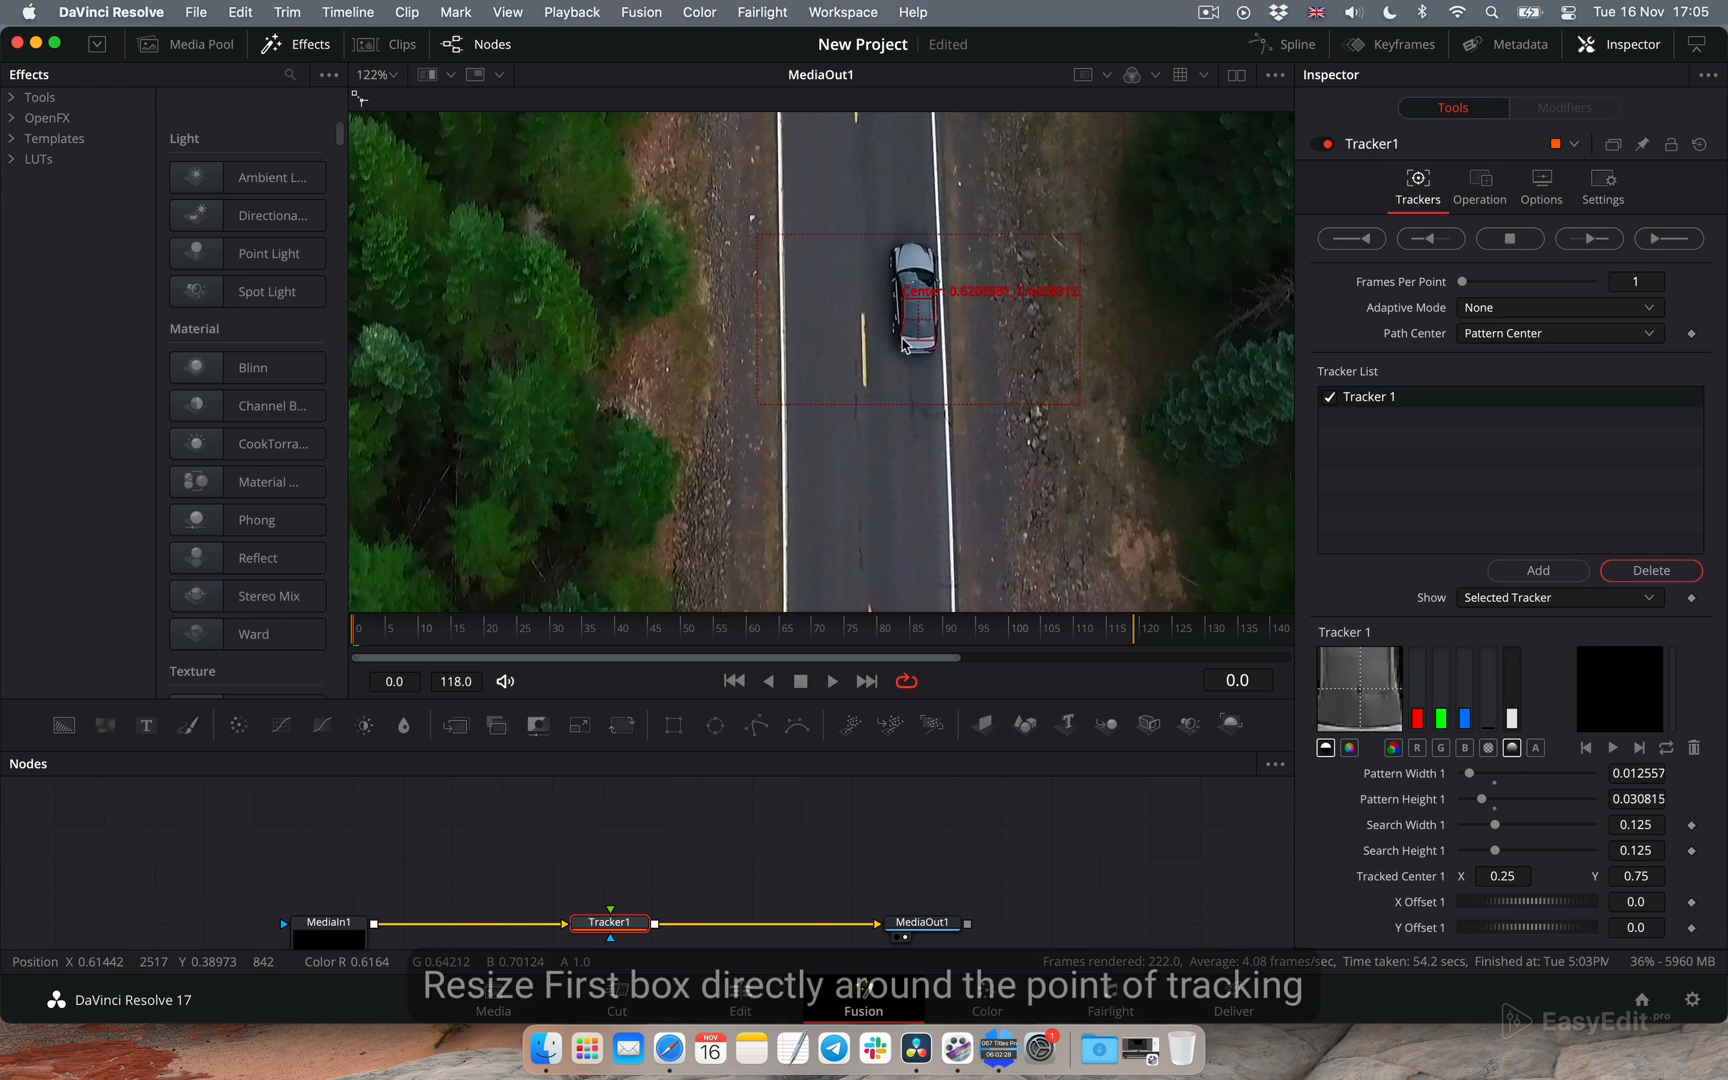 DaVinci Resolve File Edit Trim Timeline Clip Mark View Playback Fusion Color Fairlight Workspace Help Tue 16 Nov 17:05
Media Pool Effects Clips Nodes New Project Edited Spline Keyframes Metadata Inspector
Effects 122% MediaOut1 Inspector
Tools
OpenFX
Templates
LUTs
Light
Ambient L...
Directiona...
Point Light
Spot Light
Material
Blinn
Channel B...
CookTorra...
Material ...
Phong
Reflect
Stereo Mix
Ward
Texture
0 5 10 15 20 25 30 35 40 45 50 55 60 65 70 75 80 85 90 95 100 105 110 115 120 125 130 135 140
0.0 118.0 0.0
Tools Modifiers
Tracker1
Trackers Operation Options Settings
Frames Per Point 1
Adaptive Mode None
Path Center Pattern Center
Tracker List
Tracker 1
Add Delete
Show Selected Tracker
Tracker 1
R G B A
Pattern Width 1 0.012557
Pattern Height 1 0.030815
Search Width 1 0.125
Search Height 1 0.125
Tracked Center 1 X 0.25 Y 0.75
X Offset 1 0.0
Y Offset 1 0.0
Nodes
MediaIn1 Tracker1 MediaOut1
Position X 0.61442 2517 Y 0.38973 842 Color R 0.6164 G 0.64212 B 0.70124 A 1.0 Frames rendered: 222.0, Average: 4.08 frames/sec, Time taken: 54.2 secs, Finished at: Tue 5:03PM 36% - 5960 MB
Resize First box directly around the point of tracking
DaVinci Resolve 17 Media Cut Edit Fusion Color Fairlight Deliver
EasyEdit.pro
NOV
16
067 Titles Pr
06:02:28
1